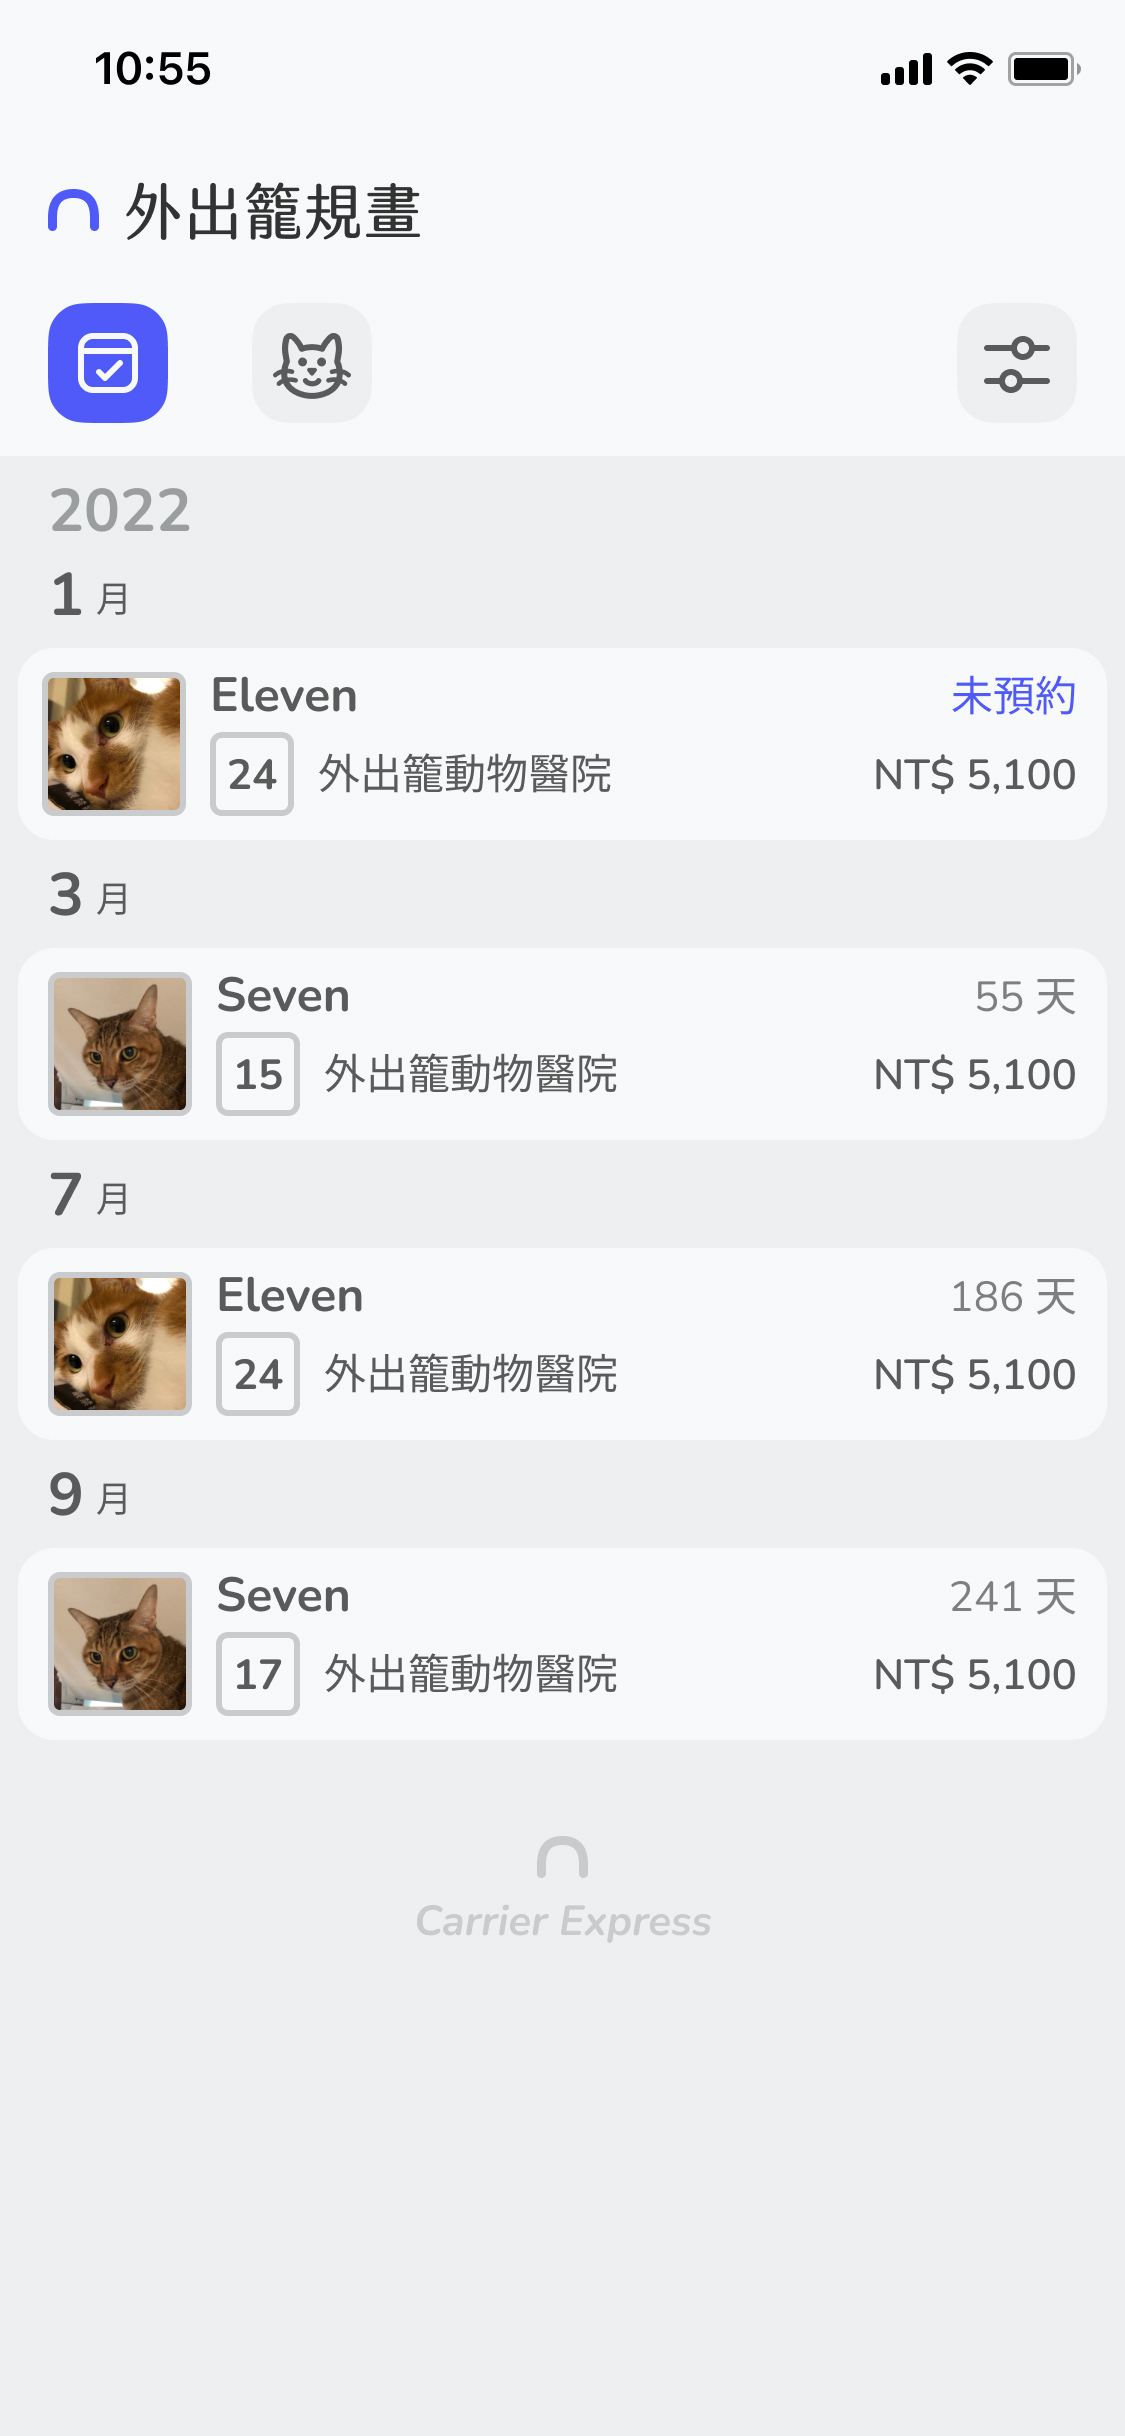 10:55
外出籠規畫
2022
1 月
Eleven
未預約
24 外出籠動物醫院
NT$ 5,100
3 月
Seven
55 天
15 外出籠動物醫院
NT$ 5,100
7 月
Eleven
186 天
24 外出籠動物醫院
NT$ 5,100
9 月
Seven
241 天
17 外出籠動物醫院
NT$ 5,100
Carrier Express